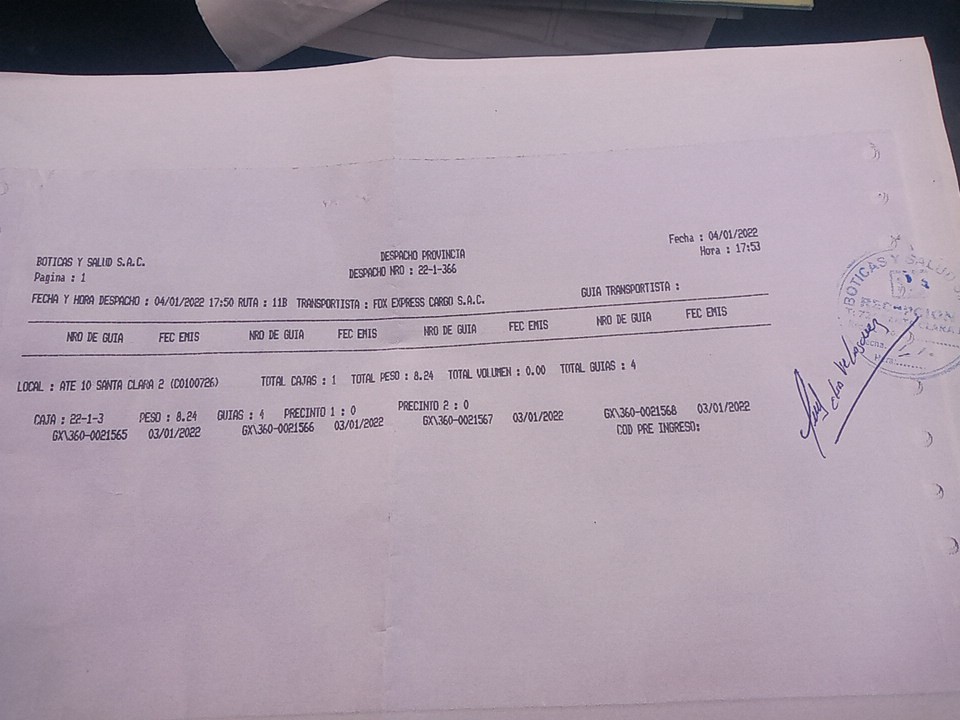 Fecha : 04/01/2022
BOTICAS Y SALUD S.A.C. DESPACHO PROVINCIA Hora : 17:53
Pagina : 1 DESPACHO NRO : 22-1-366
FECHA Y HORA DESPACHO : 04/01/2022 17:50 RUTA : 11B TRANSPORTISTA : FDX EXPRESS CARGO S.A.C. GUIA TRANSPORTISTA :
NRO DE GUIA FEC EMIS NRO DE GUIA FEC EMIS NRO DE GUIA FEC EMIS NRO DE GUIA FEC EMIS
LOCAL : ATE 10 SANTA CLARA 2 (C0100726) TOTAL CAJAS : 1 TOTAL PESO : 8.24 TOTAL VOLUMEN : 0.00 TOTAL GUIAS : 4
CAJA : 22-1-3 PESO : 8.24 GUIAS : 4 PRECINTO 1 : 0 PRECINTO 2 : 0
GX\360-0021565 03/01/2022 GX\360-0021566 03/01/2022 GX\360-0021567 03/01/2022 GX\360-0021568 03/01/2022
COD PRE INGRESO:
BOTICAS Y SALUD
RECEPCION
CLARA
Hora